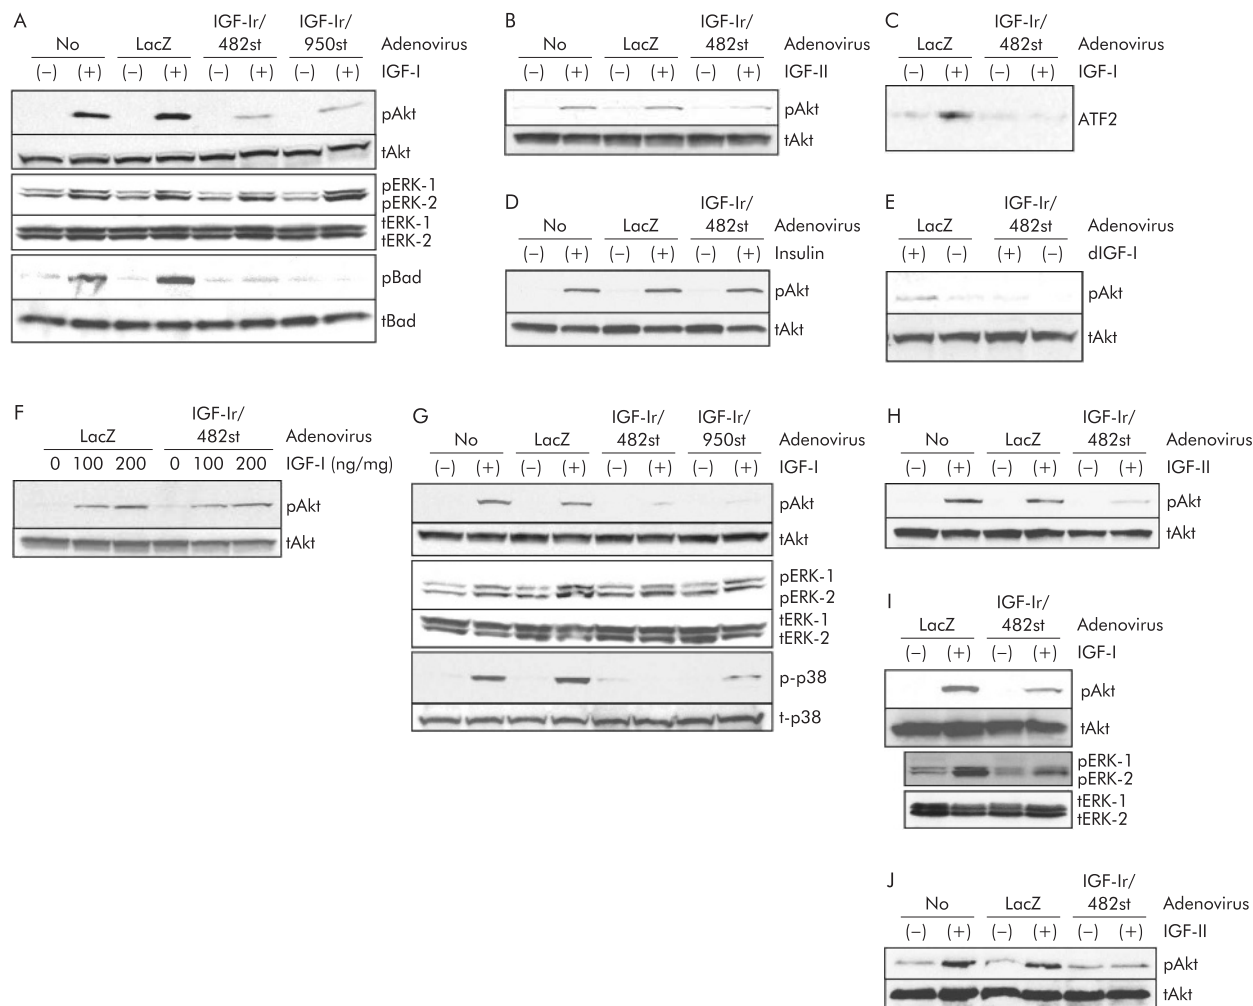 A
IGF-Ir/ IGF-Ir/
No LacZ 482st 950st Adenovirus
(–) (+) (–) (+) (–) (+) (–) (+) IGF-I
pAkt
tAkt
pERK-1
pERK-2
tERK-1
tERK-2
pBad
tBad
B
IGF-Ir/
No LacZ 482st Adenovirus
(–) (+) (–) (+) (–) (+) IGF-II
pAkt
tAkt
C
IGF-Ir/
LacZ 482st Adenovirus
(–) (+) (–) (+) IGF-I
ATF2
D
IGF-Ir/
No LacZ 482st Adenovirus
(–) (+) (–) (+) (–) (+) Insulin
pAkt
tAkt
E
IGF-Ir/
LacZ 482st Adenovirus
(+) (–) (+) (–) dIGF-I
pAkt
tAkt
F
IGF-Ir/
LacZ 482st Adenovirus
0 100 200 0 100 200 IGF-I (ng/mg)
pAkt
tAkt
G
IGF-Ir/ IGF-Ir/
No LacZ 482st 950st Adenovirus
(–) (+) (–) (+) (–) (+) (–) (+) IGF-I
pAkt
tAkt
pERK-1
pERK-2
tERK-1
tERK-2
p-p38
t-p38
H
IGF-Ir/
No LacZ 482st Adenovirus
(–) (+) (–) (+) (–) (+) IGF-II
pAkt
tAkt
I
IGF-Ir/
LacZ 482st Adenovirus
(–) (+) (–) (+) IGF-I
pAkt
tAkt
pERK-1
pERK-2
tERK-1
tERK-2
J
IGF-Ir/
No LacZ 482st Adenovirus
(–) (+) (–) (+) (–) (+) IGF-II
pAkt
tAkt